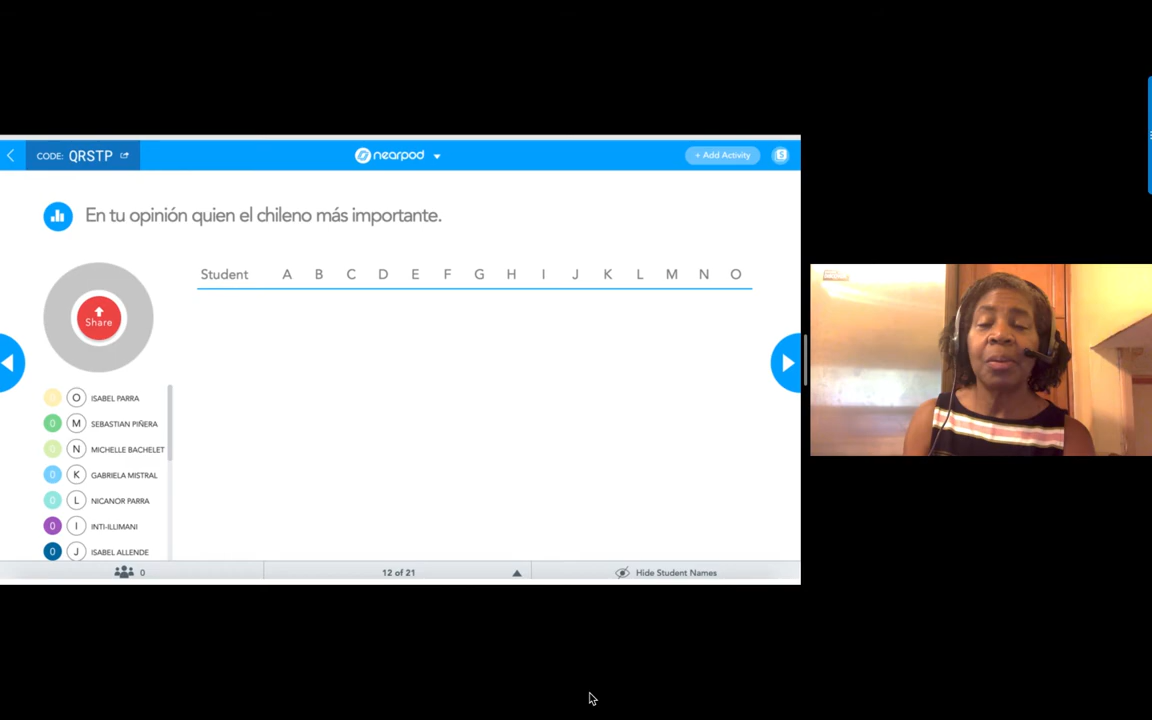 CODE: QRSTP
nearpod
+ Add Activity
S
En tu opinión quien el chileno más importante.
Share
Student A B C D E F G H I J K L M N O
0 O ISABEL PARRA
0 M SEBASTIAN PIÑERA
0 N MICHELLE BACHELET
0 K GABRIELA MISTRAL
0 L NICANOR PARRA
0 I INTI-ILLIMANI
0 J ISABEL ALLENDE
0
12 of 21
Hide Student Names